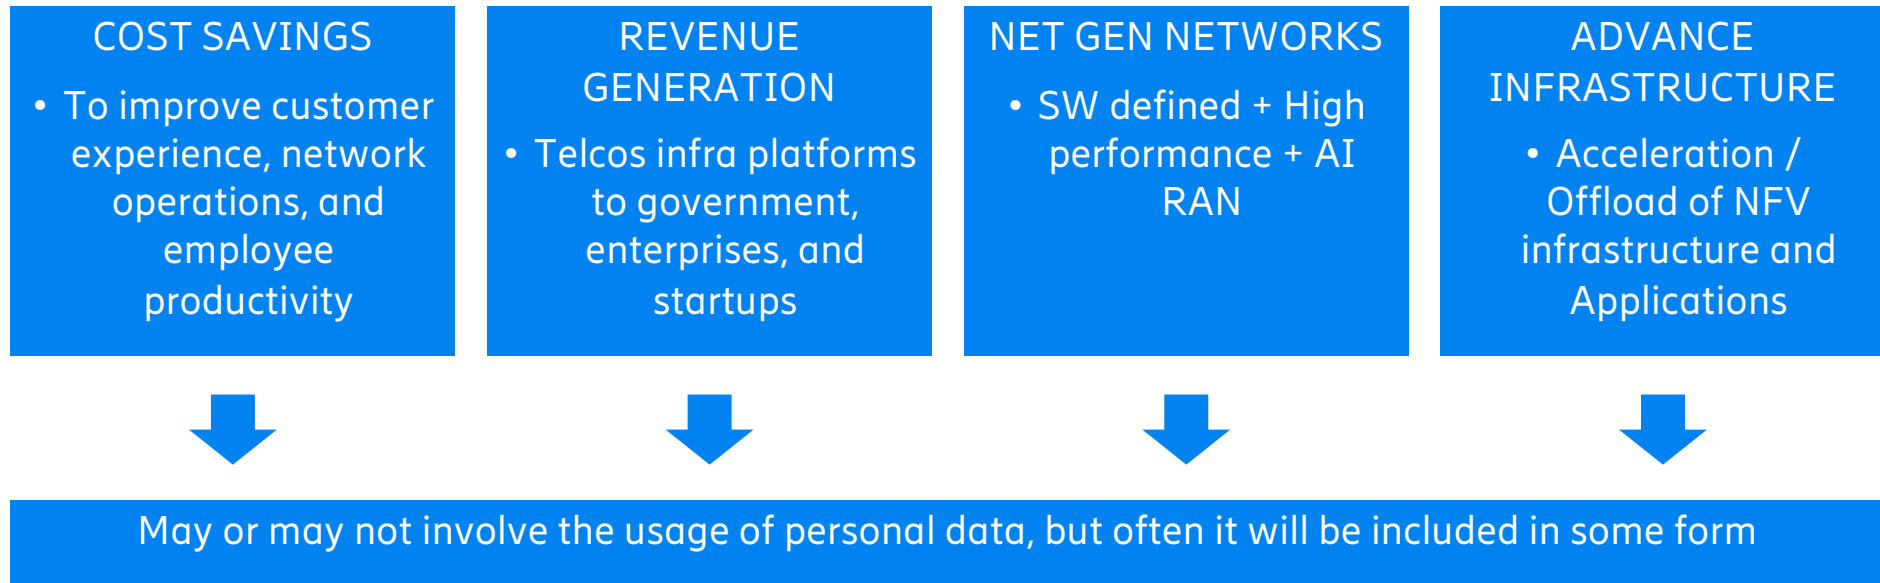 COST SAVINGS
• To improve customer
experience, network
operations, and
employee
productivity
REVENUE
GENERATION
• Telcos infra platforms
to government,
enterprises, and
startups
NET GEN NETWORKS
• SW defined + High
performance + AI
RAN
ADVANCE
INFRASTRUCTURE
• Acceleration /
Offload of NFV
infrastructure and
Applications
May or may not involve the usage of personal data, but often it will be included in some form